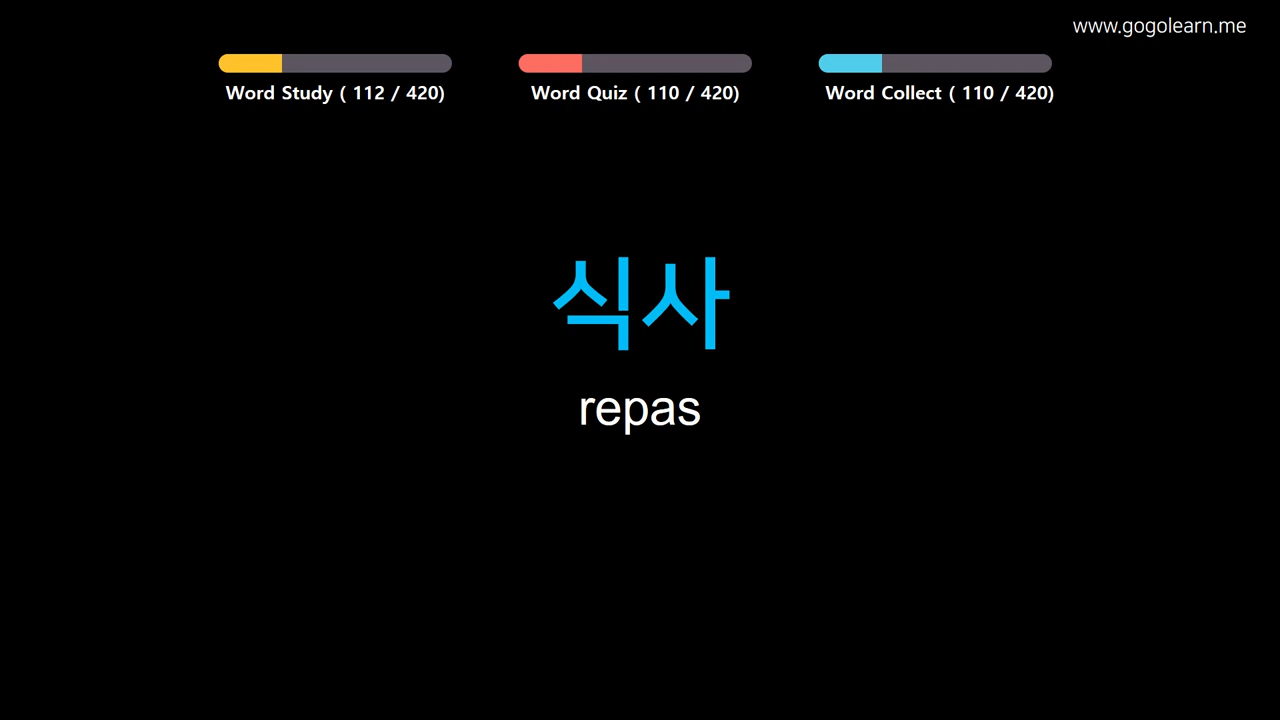 www.gogolearn.me
Word Study ( 112 / 420)
Word Quiz ( 110 / 420)
Word Collect ( 110 / 420)
식사
repas